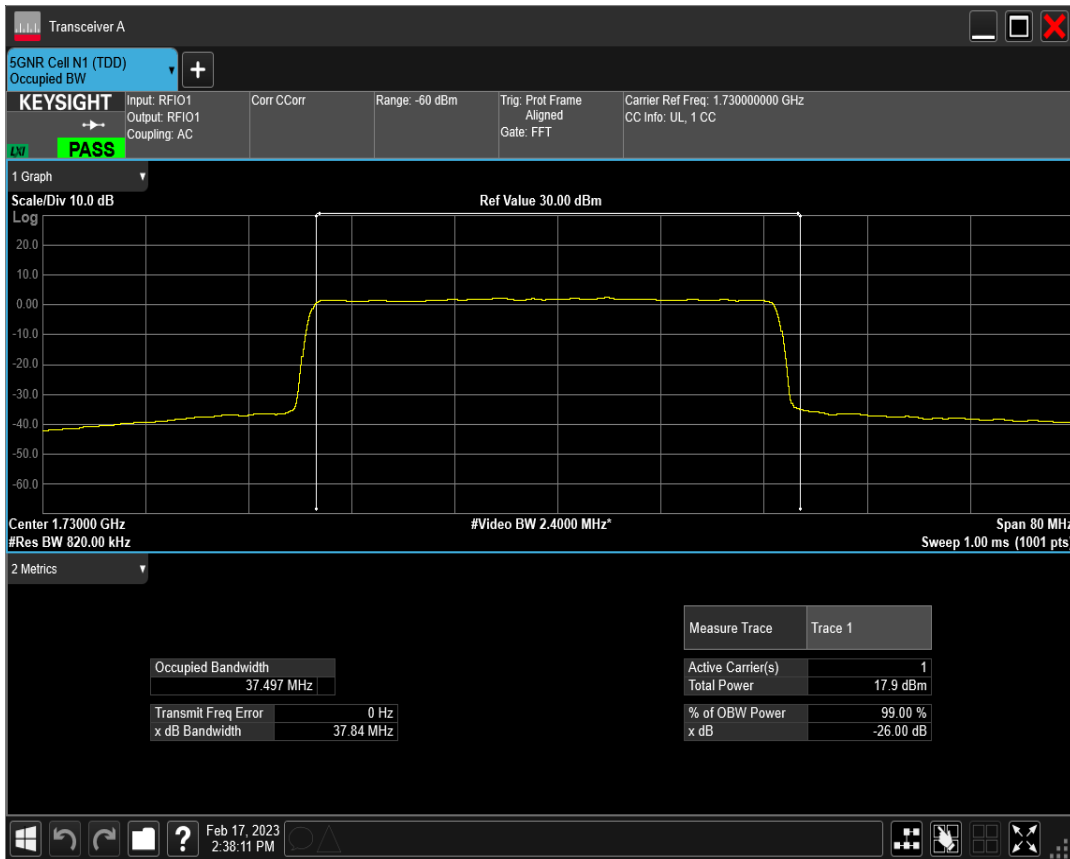 Transceiver A
5GNR Cell N1 (TDD)
Occupied BW
+
KEYSIGHT
LXI
PASS
Input: RFIO1
Output: RFIO1
Coupling: AC
Corr CCorr
Range: -60 dBm
Trig: Prot Frame
Aligned
Gate: FFT
Carrier Ref Freq: 1.730000000 GHz
CC Info: UL, 1 CC
1 Graph
Scale/Div 10.0 dB
Ref Value 30.00 dBm
Log
20.0
10.0
0.00
-10.0
-20.0
-30.0
-40.0
-50.0
-60.0
Center 1.73000 GHz
#Video BW 2.4000 MHz*
Span 80 MHz
#Res BW 820.00 kHz
Sweep 1.00 ms (1001 pts)
2 Metrics
Measure Trace Trace 1
Occupied Bandwidth
37.497 MHz
Active Carrier(s) 1
Total Power 17.9 dBm
Transmit Freq Error 0 Hz
x dB Bandwidth 37.84 MHz
% of OBW Power 99.00 %
x dB -26.00 dB
?
Feb 17, 2023
2:38:11 PM